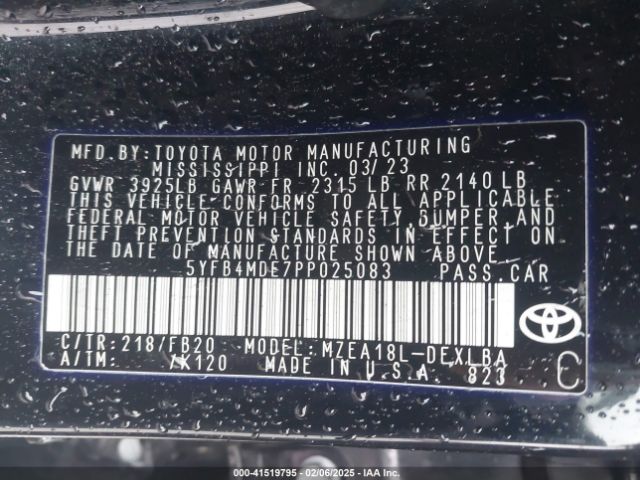 MFD.BY:TOYOTA MOTOR MANUFACTURING
MISSISSIPPI INC. 03/23
GVWR 3925LB GAWR FR 2315 LB RR 2140 LB
THIS VEHICLE CONFORMS TO ALL APPLICABLE
FEDERAL MOTOR VEHICLE SAFETY, BUMPER, AND
THEFT PREVENTION STANDARDS IN EFFECT ON
THE DATE OF MANUFACTURE SHOWN ABOVE.
5YFB4MDE7PP025083 PASS.CAR
C/TR:218/FB20 MODEL:MZEA18L-DEXLBA
A/TM: /K120 MADE IN U.S.A. 823
C
000-41519795 - 02/06/2025 - IAA Inc.